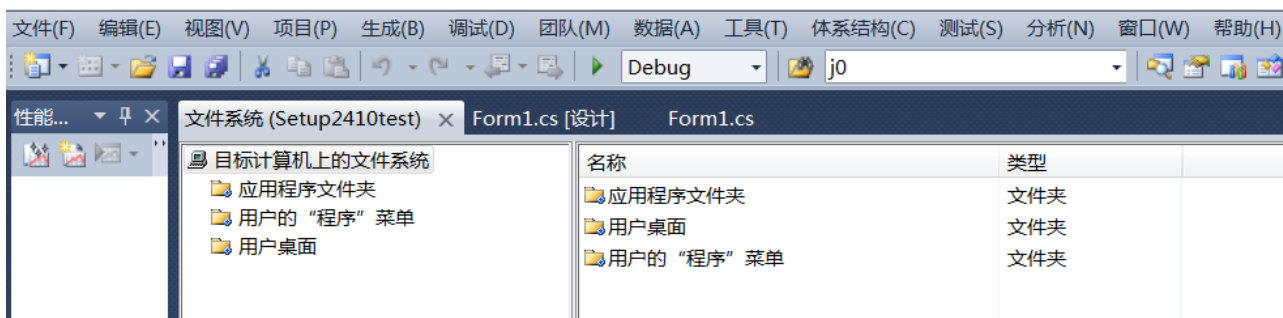 文件(F) 编辑(E) 视图(V) 项目(P) 生成(B) 调试(D) 团队(M) 数据(A) 工具(T) 体系结构(C) 测试(S) 分析(N) 窗口(W) 帮助(H)
Debug j0
性能... 文件系统 (Setup2410test) Form1.cs [设计] Form1.cs
目标计算机上的文件系统
应用程序文件夹
用户的“程序”菜单
用户桌面
名称 类型
应用程序文件夹 文件夹
用户桌面 文件夹
用户的“程序”菜单 文件夹